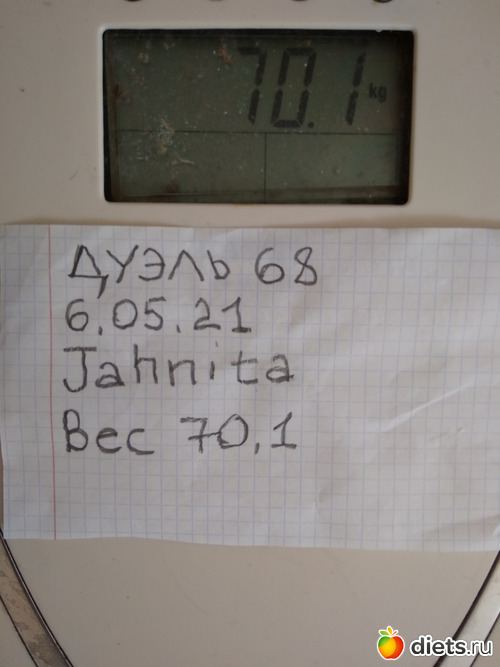 70.1 kg
ДУЭЛЬ 68
6.05.21
Jahnita
Вес 70,1
diets.ru